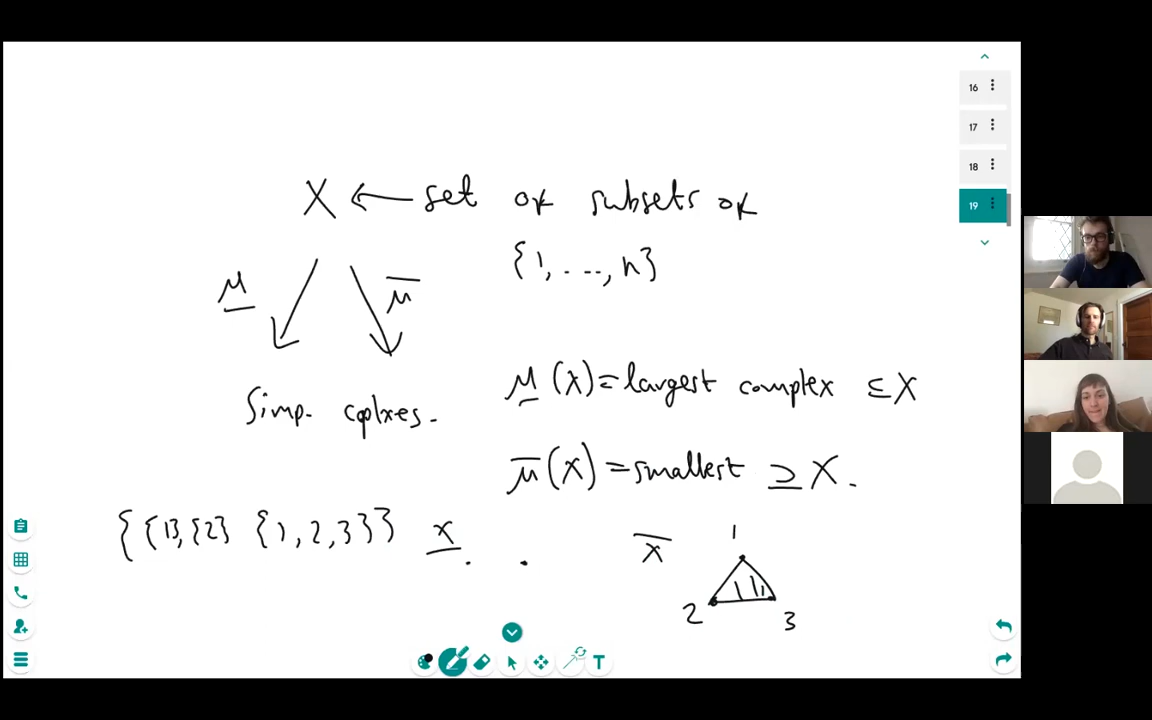 X ← set of subsets of
{1, ..., n}
μ μ̅
Simp. cplxes.
μ(X)=largest complex ⊆X
μ̅(X)=smallest ⊇X.
{{1},{2} {1,2,3}} x̲ . .
x̅
1
2
3
16
17
18
19
T